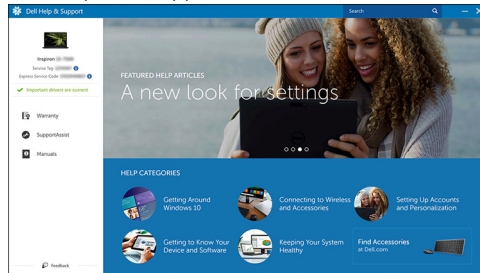 Dell Help & Support
Search
Inspiron
Service Tag:
Express Service Code:
Important drivers are current
Warranty
SupportAssist
Manuals
Feedback
FEATURED HELP ARTICLES
A new look for settings
HELP CATEGORIES
Getting Around
Windows 10
Connecting to Wireless
and Accessories
Setting Up Accounts
and Personalization
Getting to Know Your
Device and Software
Keeping Your System
Healthy
Find Accessories
at Dell.com